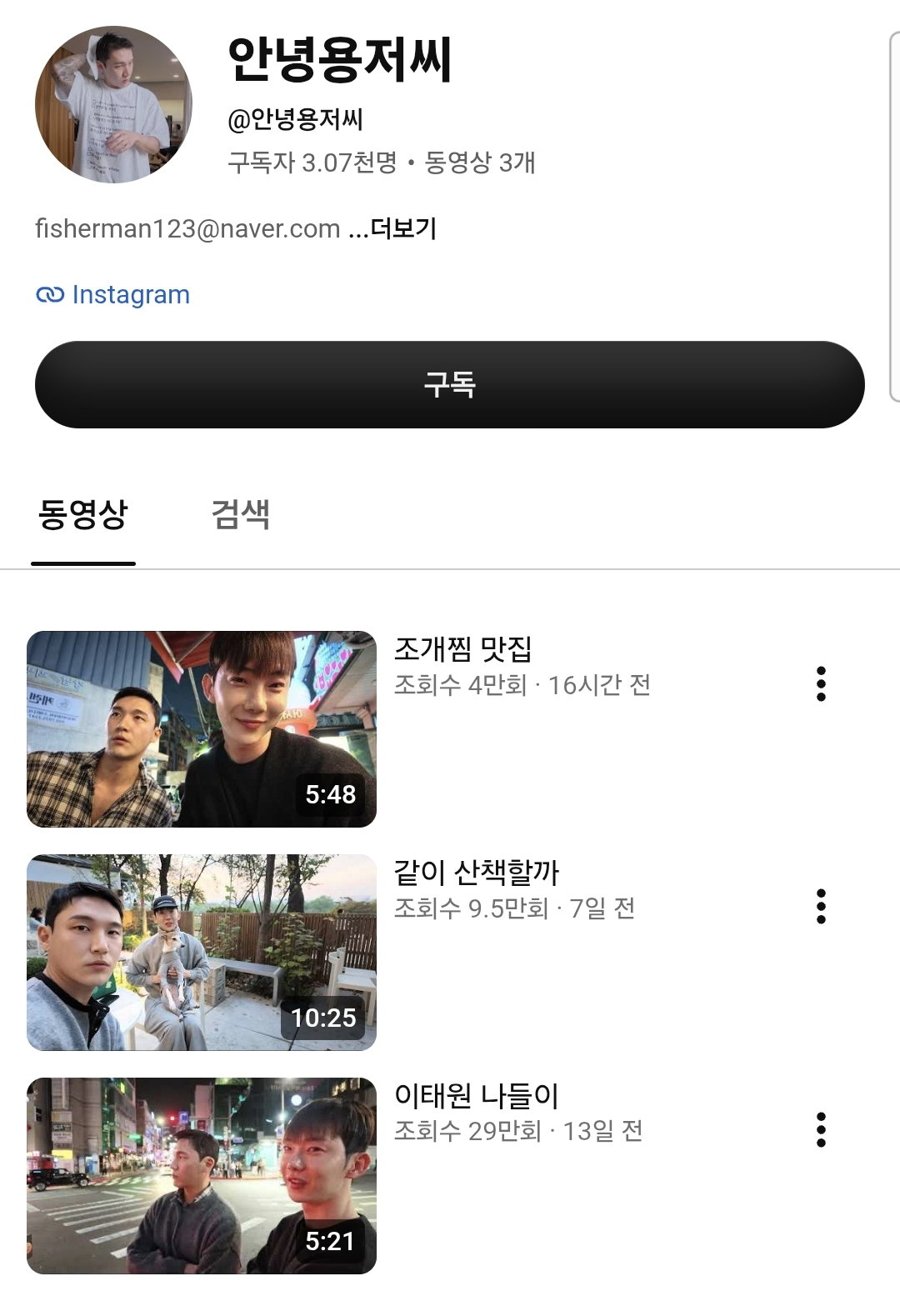 안녕용저씨
@안녕용저씨
구독자 3.07천명 • 동영상 3개
fisherman123@naver.com ...더보기
Instagram
구독
동영상 검색
조개찜 맛집
조회수 4만회 · 16시간 전
5:48
같이 산책할까
조회수 9.5만회 · 7일 전
10:25
이태원 나들이
조회수 29만회 · 13일 전
5:21